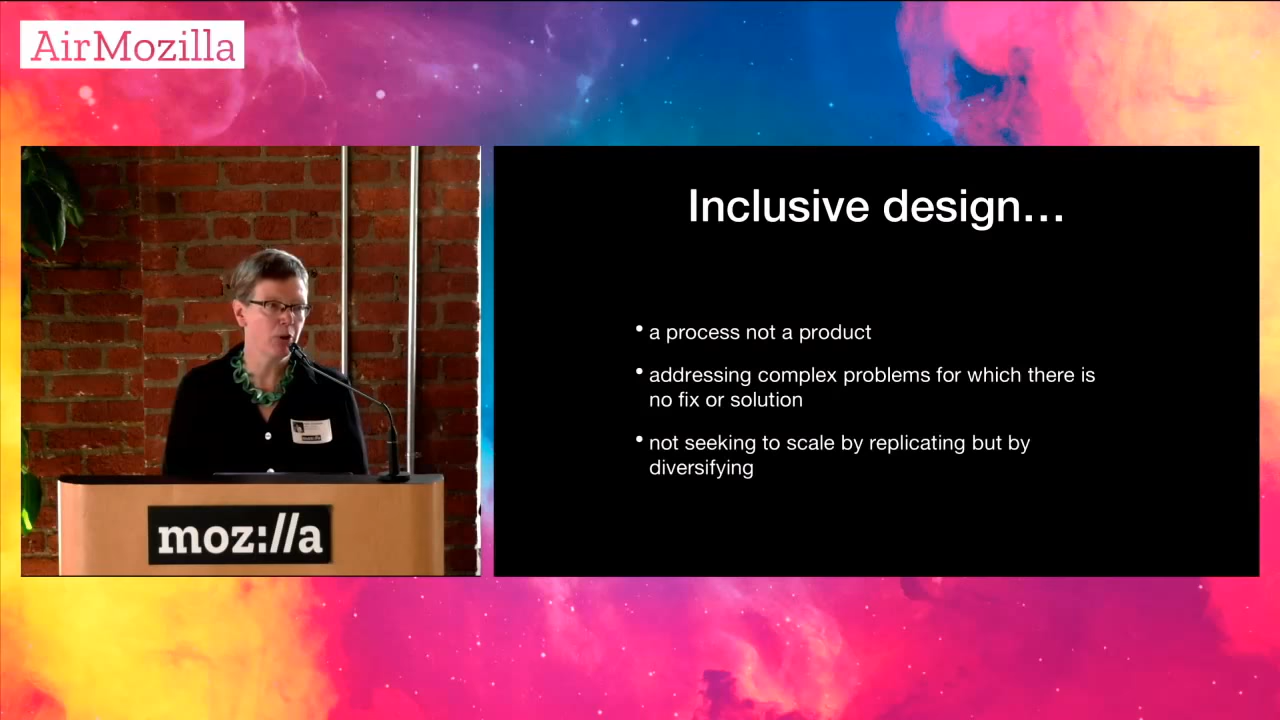 AirMozilla
Inclusive design...
• a process not a product
• addressing complex problems for which there is
no fix or solution
• not seeking to scale by replicating but by
diversifying
moz://a